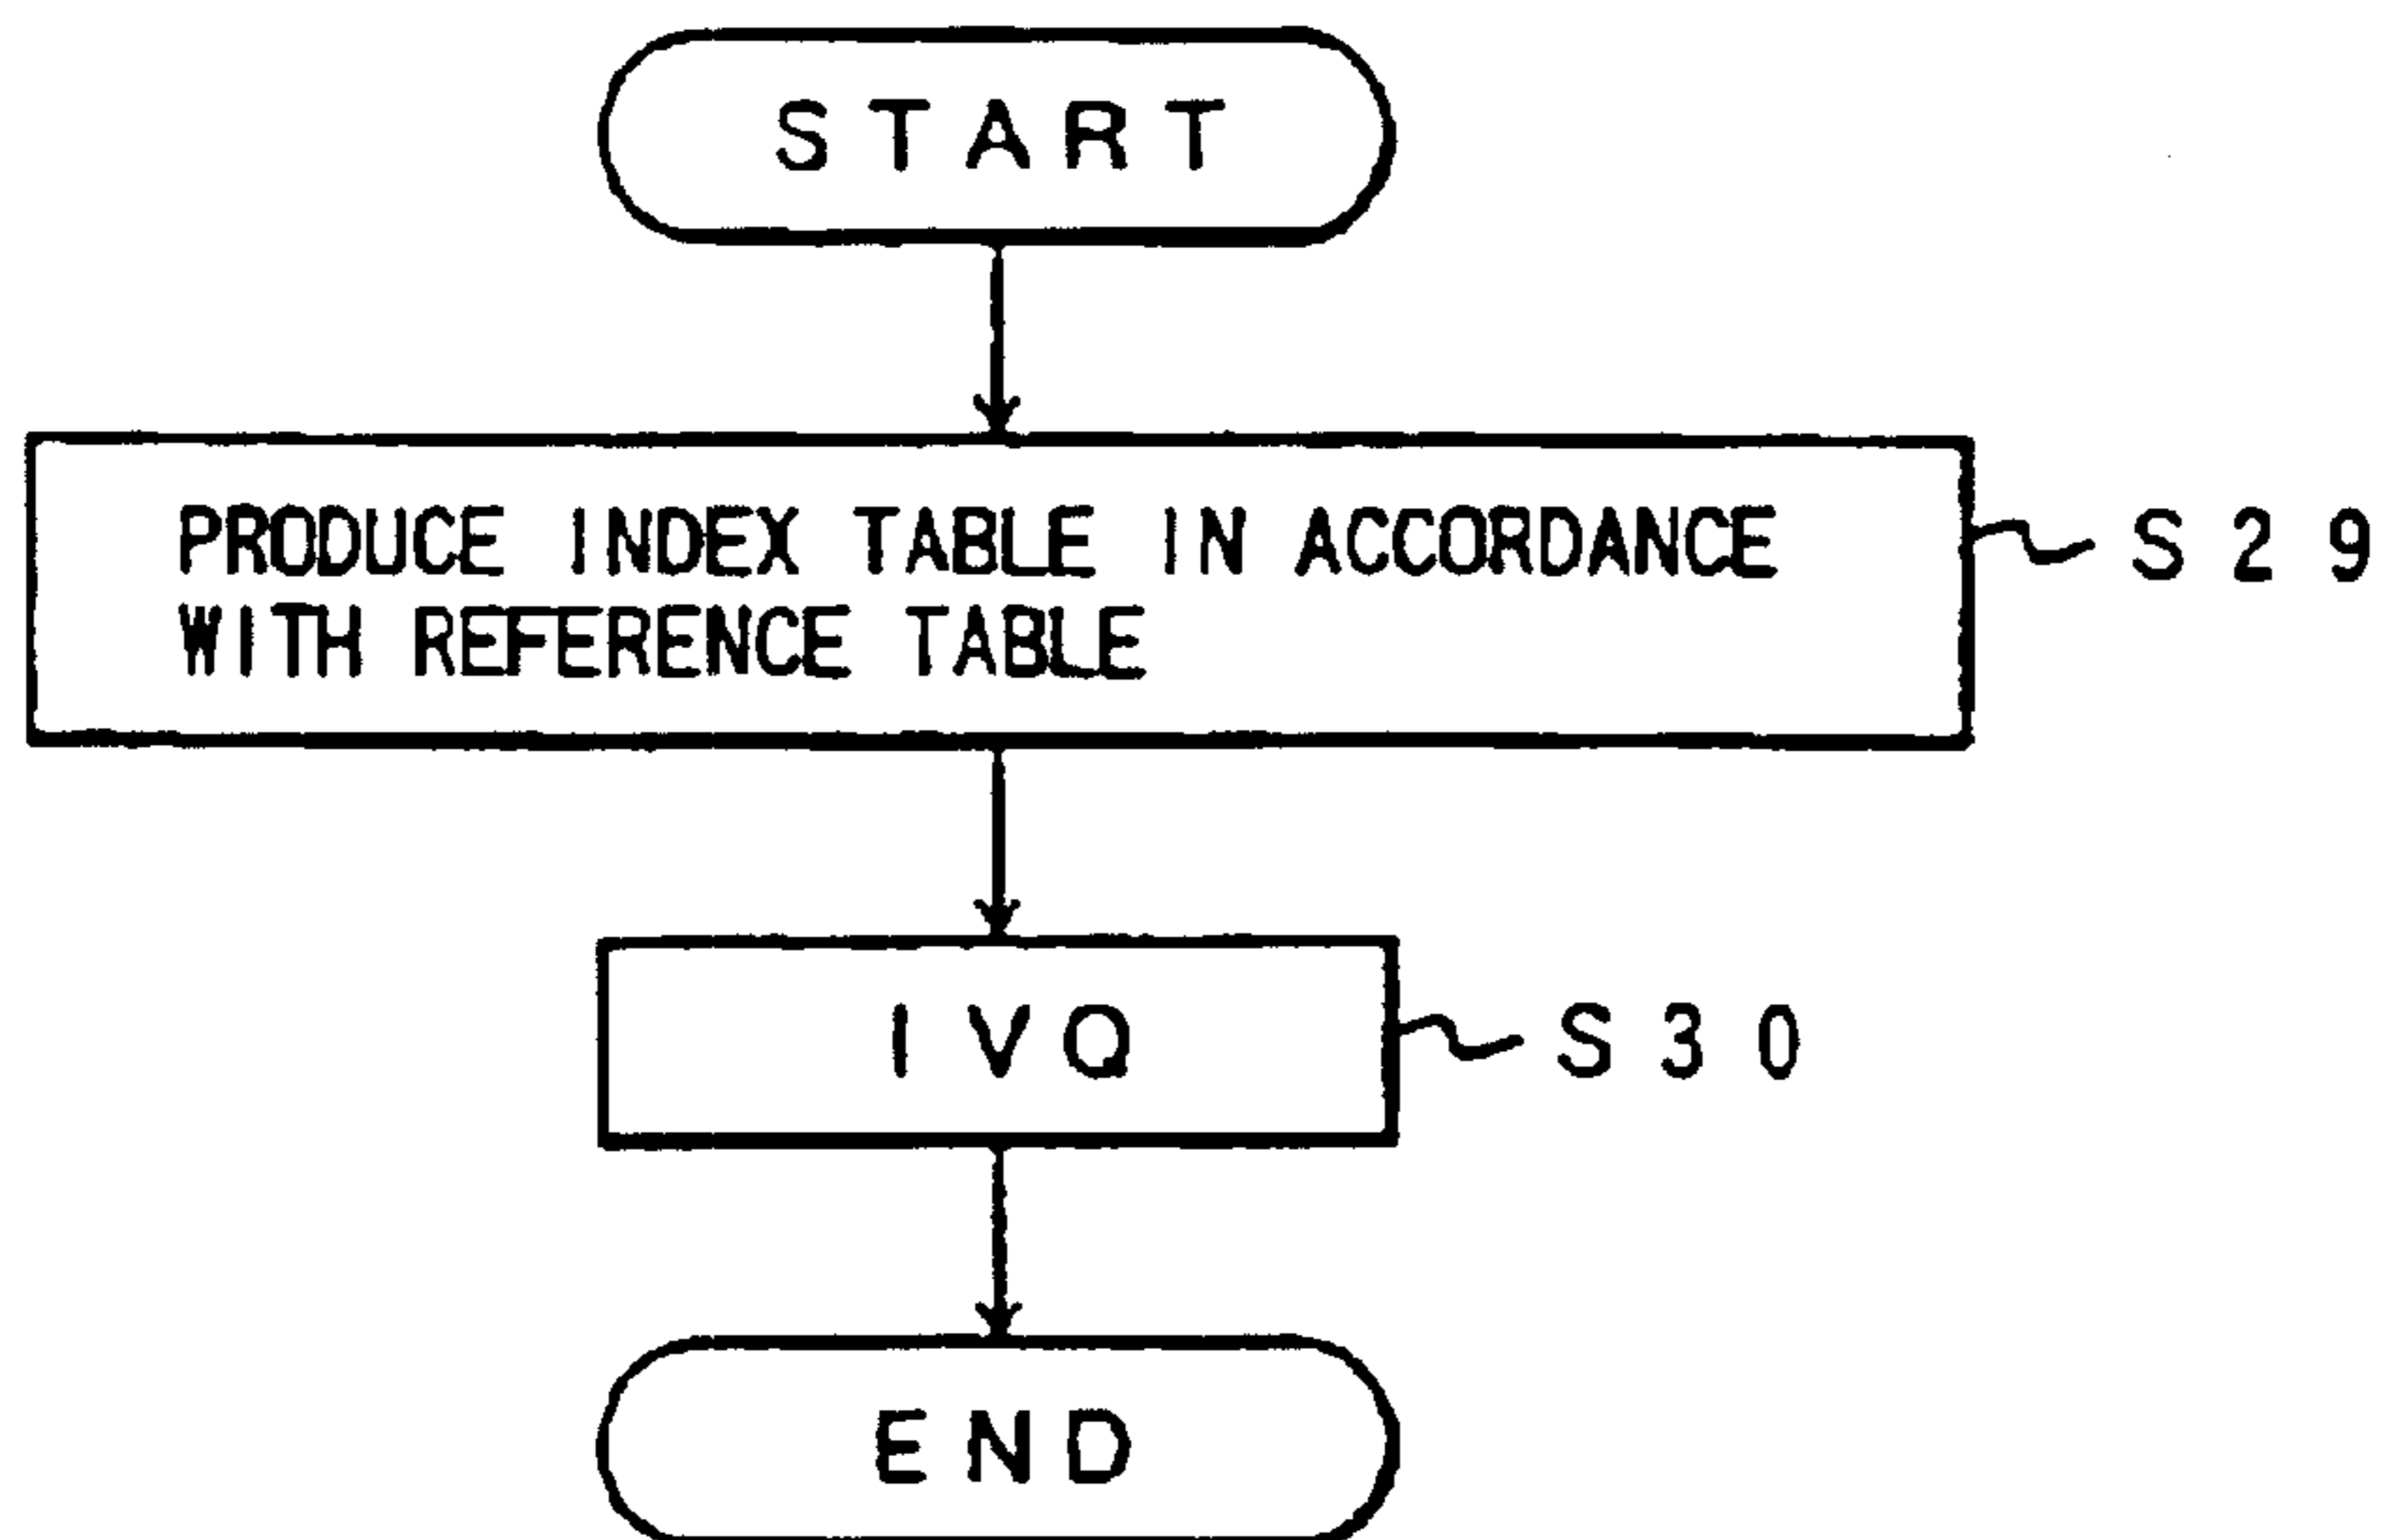 START
PRODUCE INDEX TABLE IN ACCORDANCE
WITH REFERENCE TABLE
S29
IVQ
S30
END